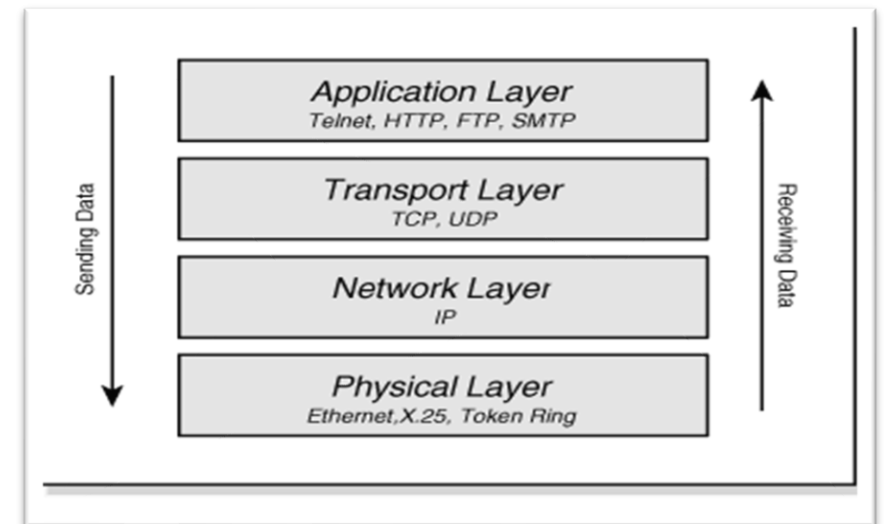 Sending Data
Application Layer
Telnet, HTTP, FTP, SMTP
Transport Layer
TCP, UDP
Network Layer
IP
Physical Layer
Ethernet,X.25, Token Ring
Receiving Data